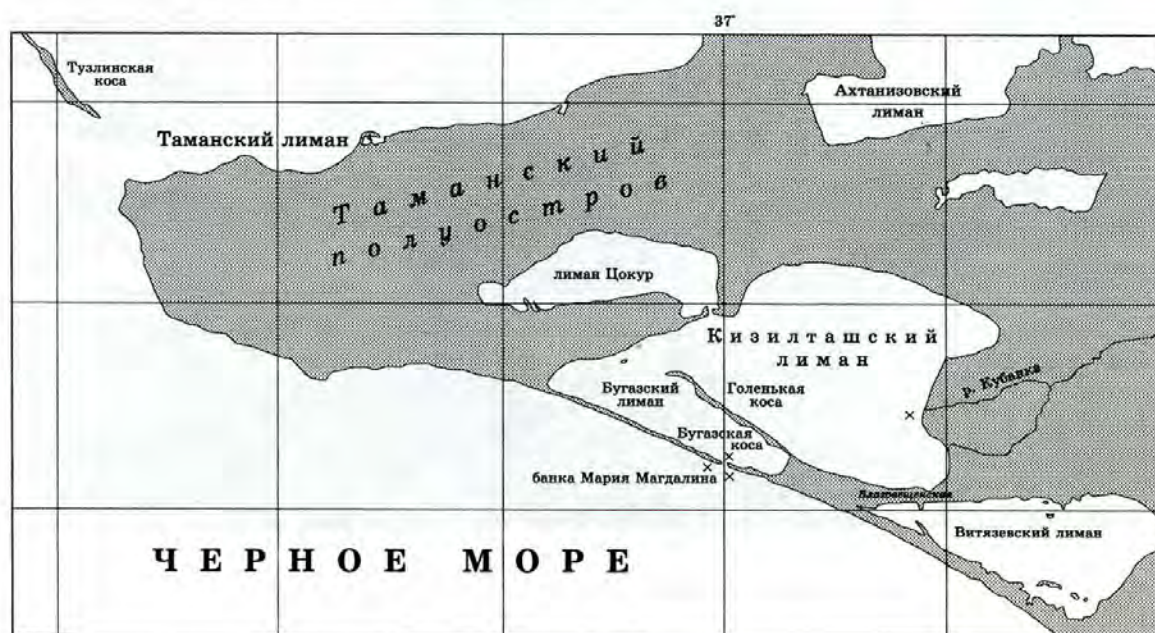 37°
Тузлинская
коса
Ахтанизовский
лиман
Таманский лиман
Таманский
полуостров
лиман Цокур
Кизилташский
лиман
р. Кубанка
Бугазский
лиман
Голенькая
коса
Бугазская
коса
банка Мария Магдалина
Благовещенская
Витязевский лиман
ЧЕРНОЕ МОРЕ